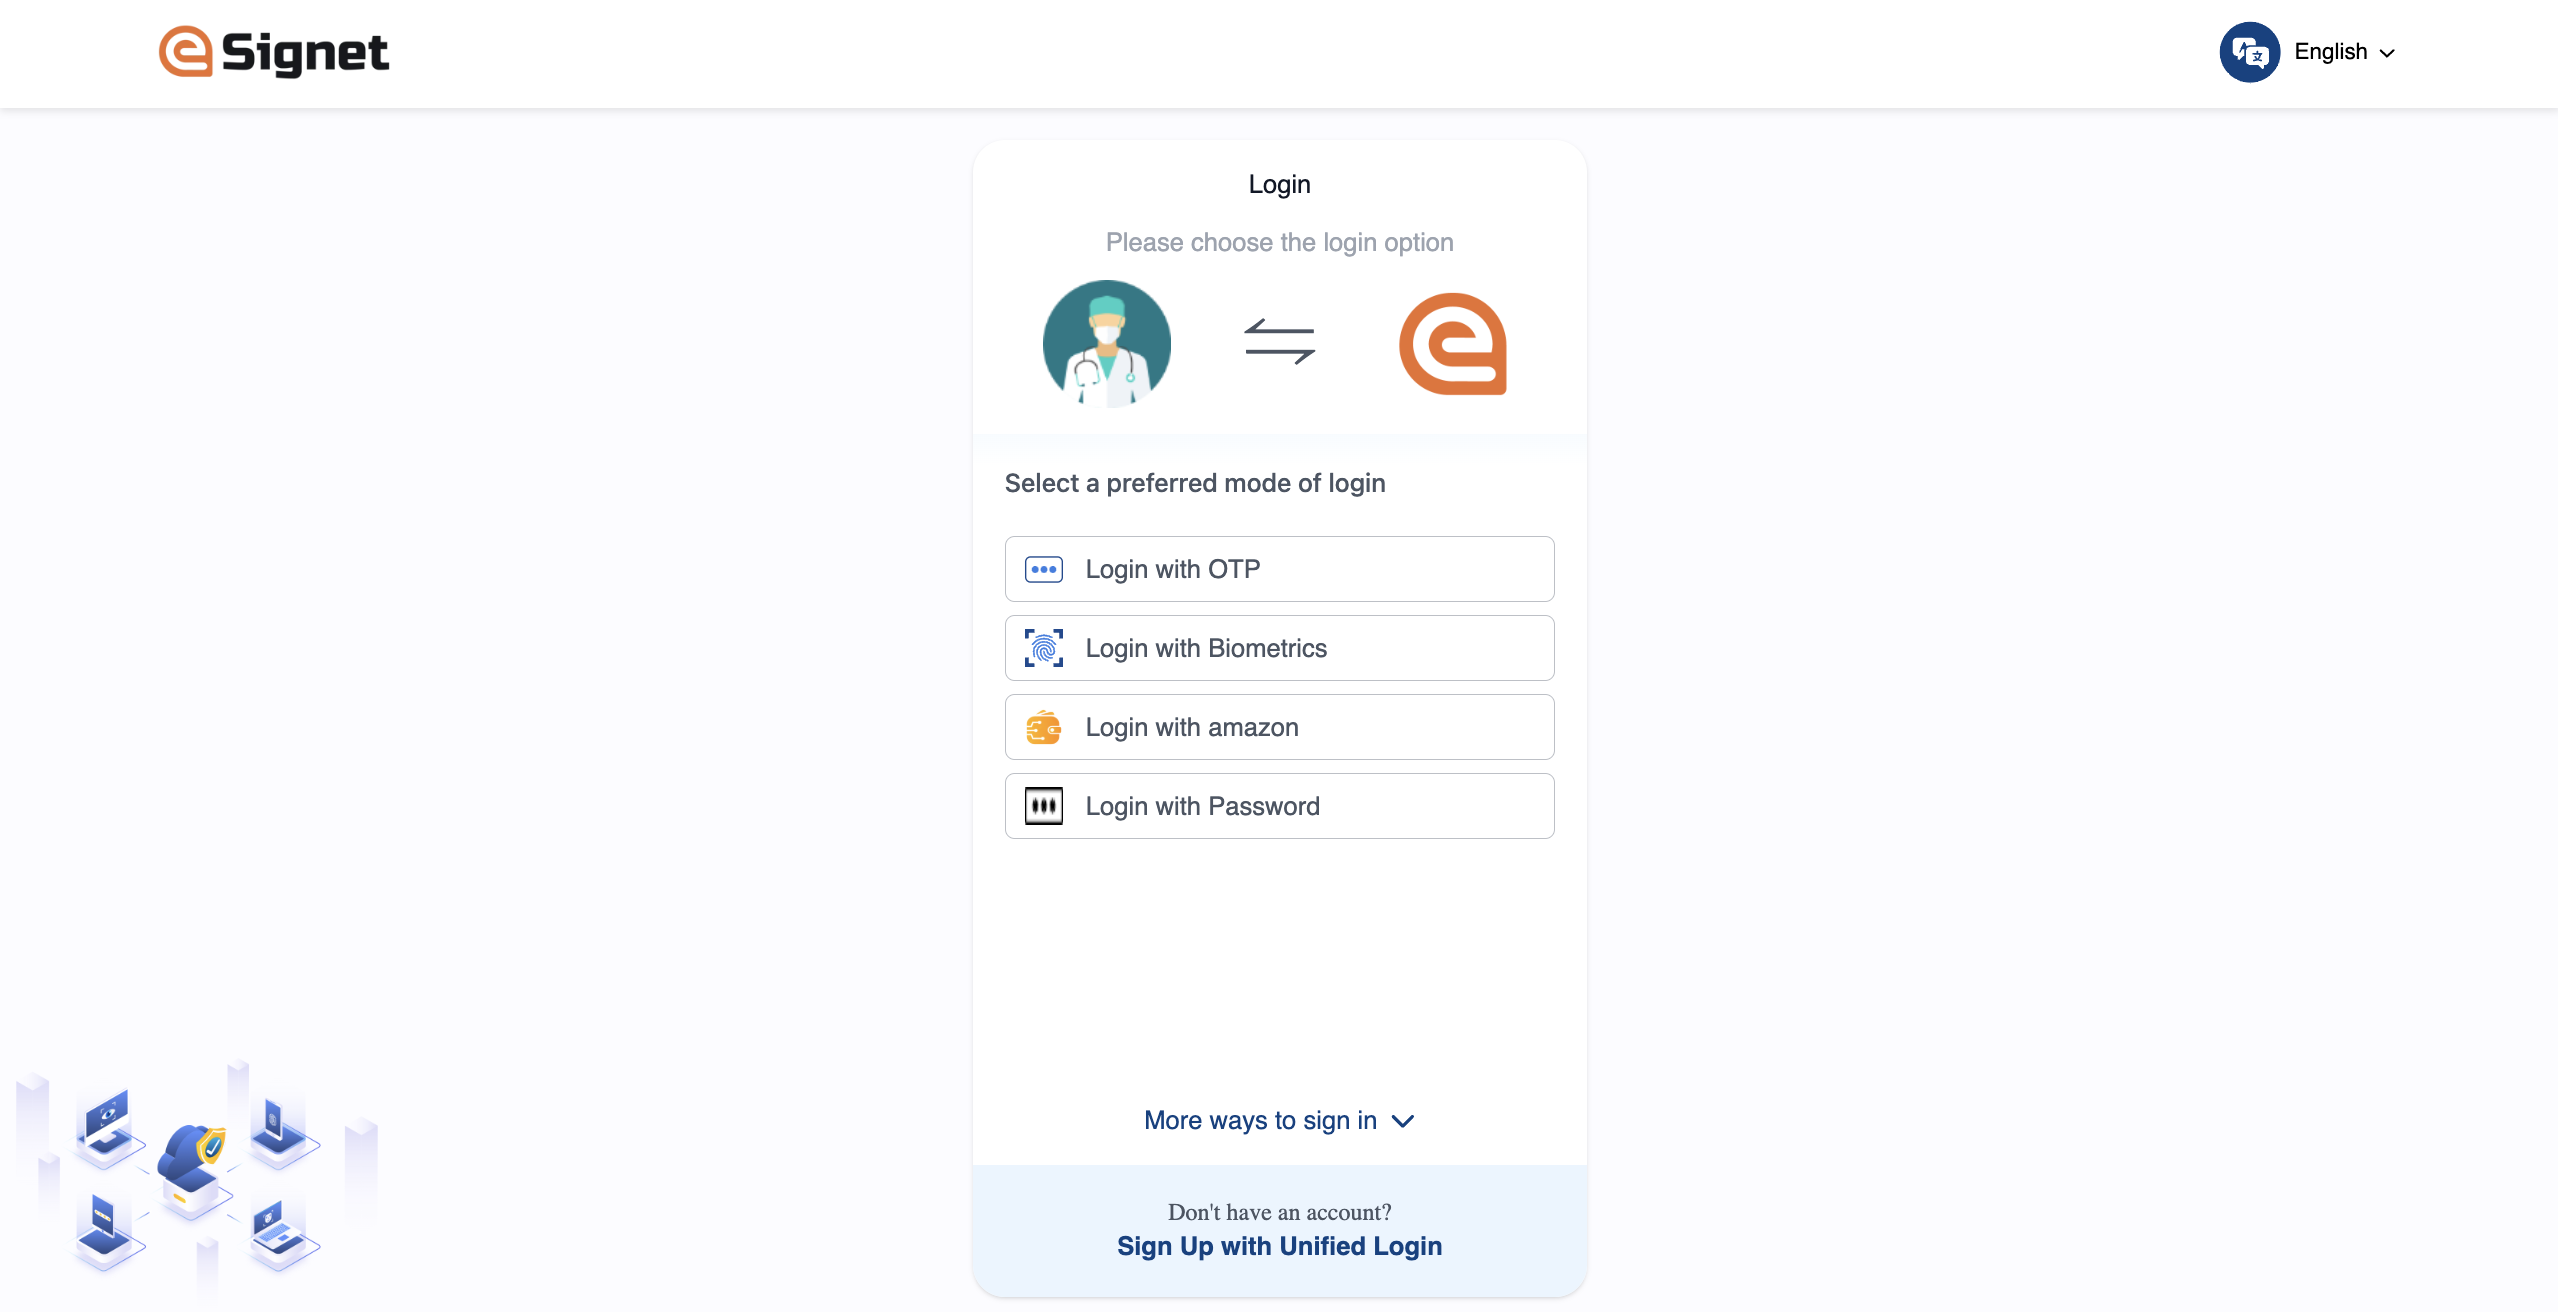 eSignet
English
Login
Please choose the login option
Select a preferred mode of login
Login with OTP
Login with Biometrics
Login with amazon
Login with Password
More ways to sign in
Don't have an account?
Sign Up with Unified Login